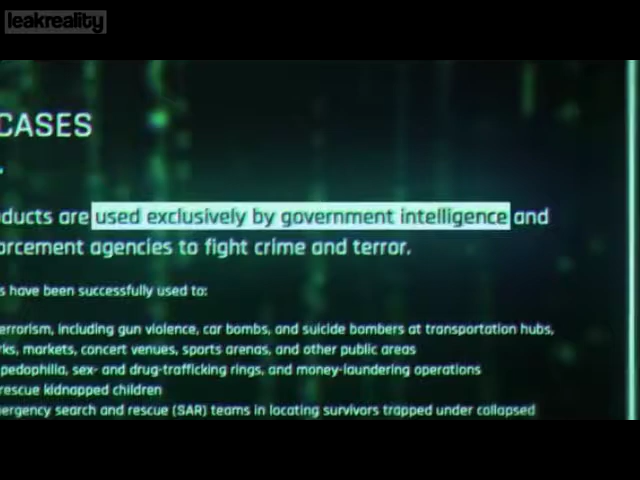 leakreality
CASES
ducts are used exclusively by government intelligence and
orcement agencies to fight crime and terror.
s have been successfully used to:
errorism, including gun violence, car bombs, and suicide bombers at transportation hubs,
ks, markets, concert venues, sports arenas, and other public areas
pedophilia, sex- and drug-trafficking rings, and money-laundering operations
rescue kidnapped children
ergency search and rescue (SAR) teams in locating survivors trapped under collapsed